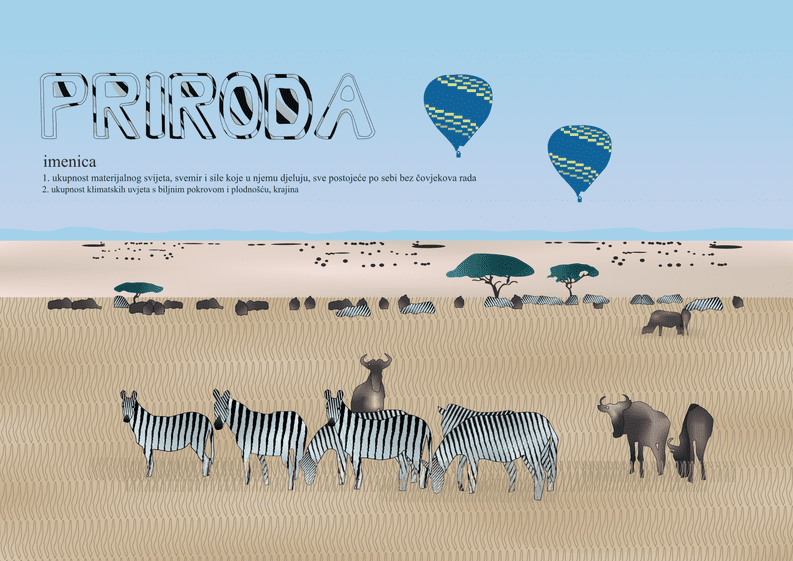 PRIRODA
imenica
1. ukupnost materijalnog svijeta, svemir i sile koje u njemu djeluju, sve postojeće po sebi bez čovjekova rada
2. ukupnost klimatskih uvjeta s biljnim pokrovom i plodnošću, krajina